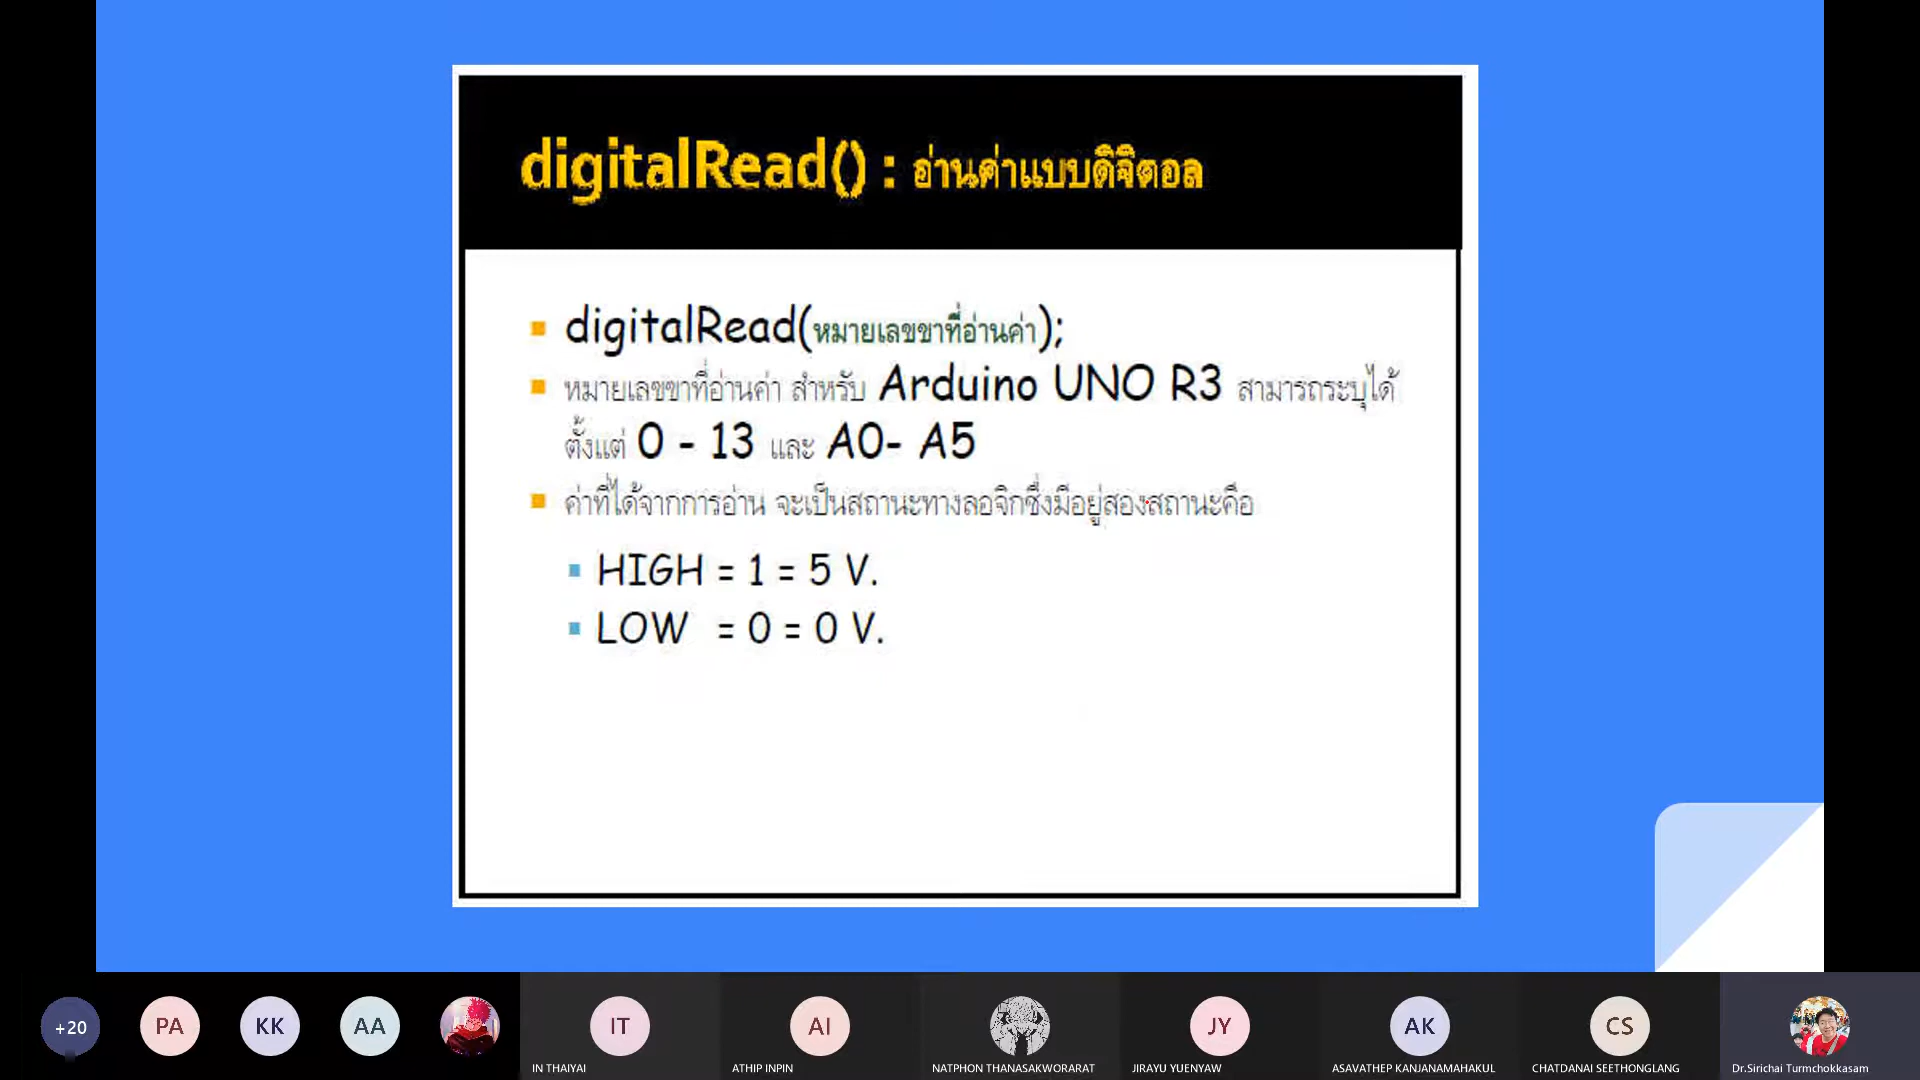 digitalRead() : อ่านค่าแบบดิจิตอล
digitalRead(หมายเลขขาที่อ่านค่า);
หมายเลขขาที่อ่านค่า สำหรับ Arduino UNO R3 สามารถระบุได้
ตั้งแต่ 0 - 13 และ A0- A5
ค่าที่ได้จากการอ่าน จะเป็นสถานะทางลอจิกซึ่งมีอยู่สองสถานะคือ
HIGH = 1 = 5 V.
LOW = 0 = 0 V.
+20 PA KK AA IT AI JY AK CS
IN THAIYAI ATHIP INPIN NATPHON THANASAKWORARAT JIRAYU YUENYAW ASAVATHEP KANJANAMAHAKUL CHATDANAI SEETHONGLANG Dr.Sirichai Turmchokkasam